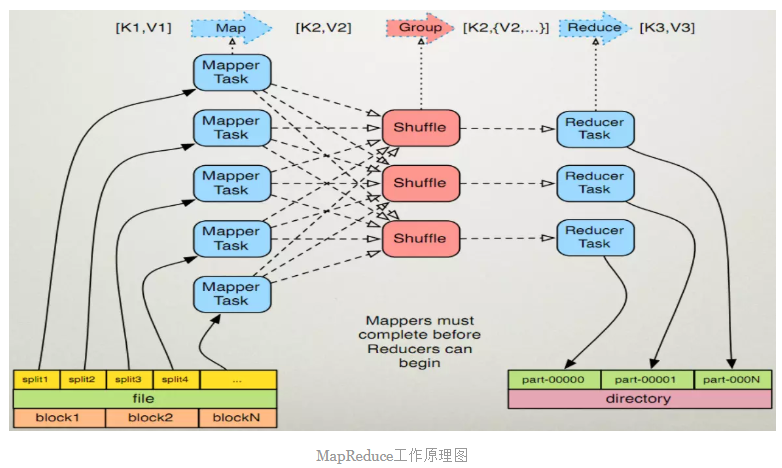 [K1,V1] Map [K2,V2] Group [K2,{V2,...}] Reduce [K3,V3]
Mapper
Task
Mapper
Task
Mapper
Task
Mapper
Task
Mapper
Task
Shuffle
Shuffle
Shuffle
Reducer
Task
Reducer
Task
Reducer
Task
Mappers must
complete before
Reducers can
begin
split1 split2 split3 split4 ...
file
block1 block2 blockN
part-00000 part-00001 part-000N
directory
MapReduce工作原理图